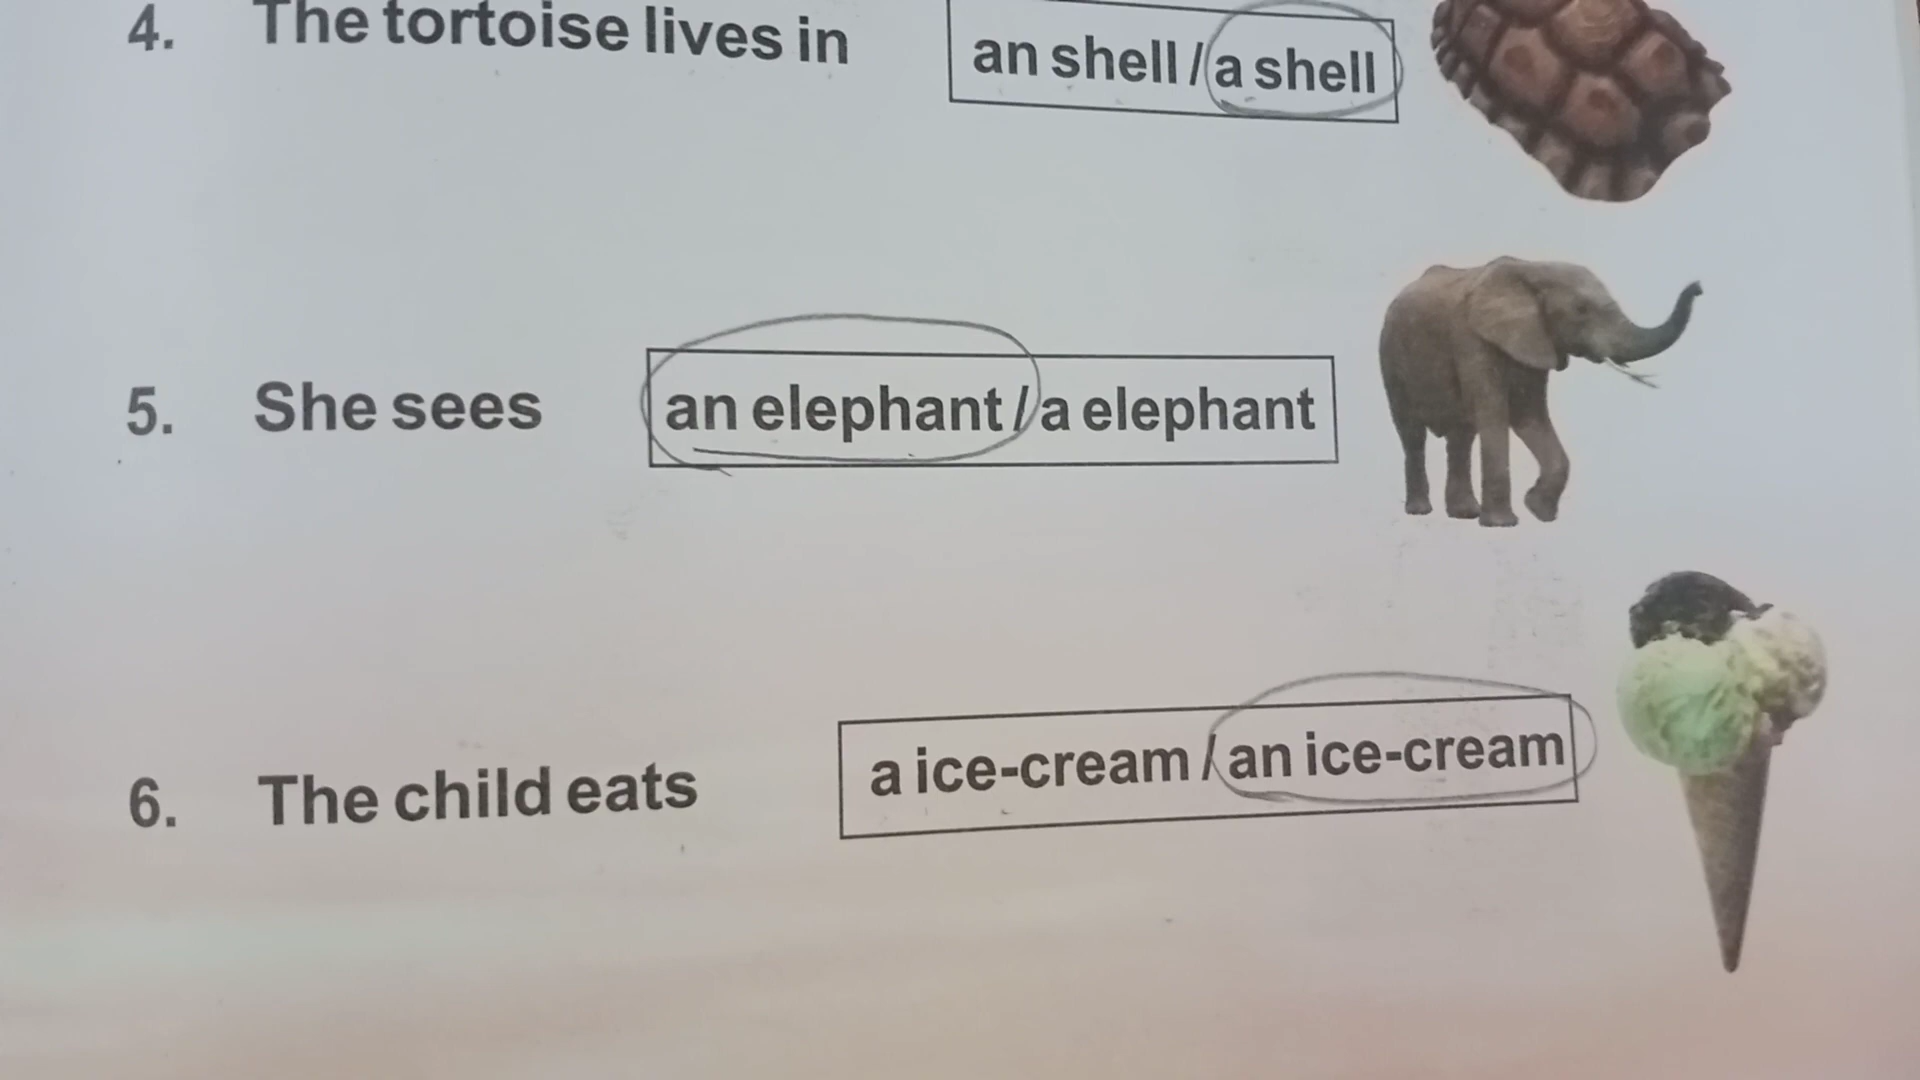 4. The tortoise lives in an shell / a shell
5. She sees an elephant / a elephant
6. The child eats a ice-cream / an ice-cream